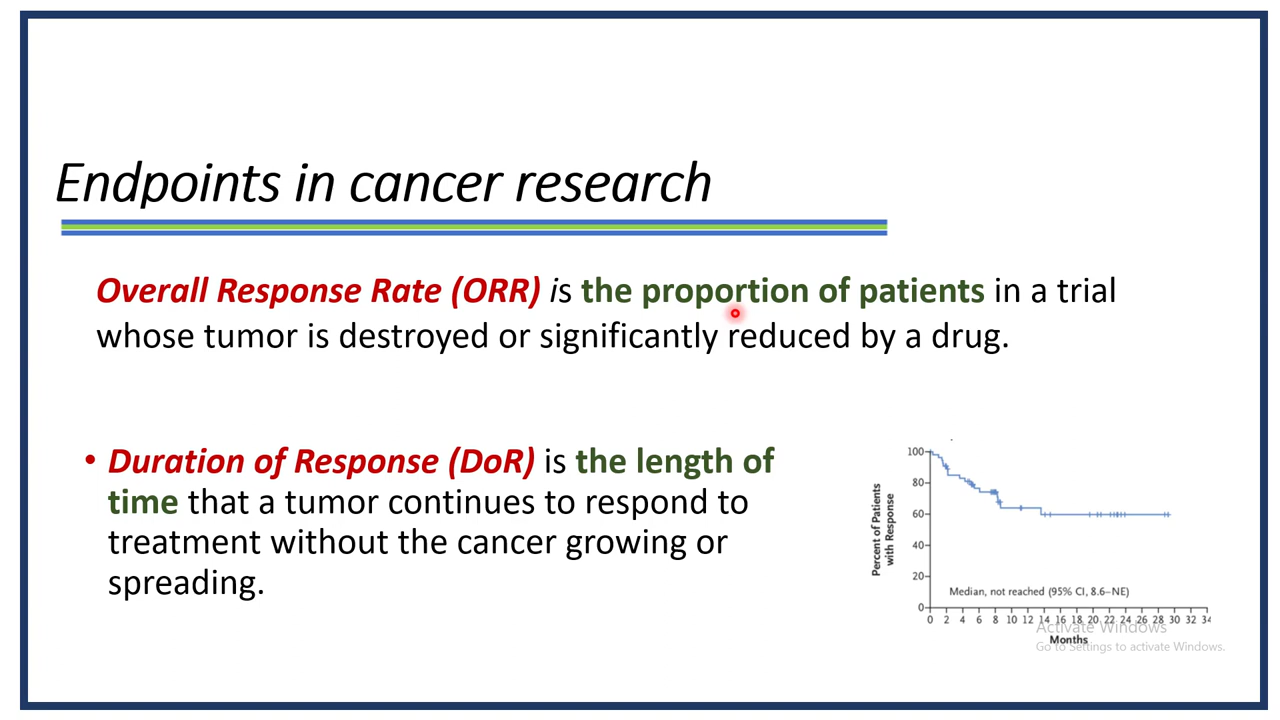 Endpoints in cancer research
Overall Response Rate (ORR) is the proportion of patients in a trial
whose tumor is destroyed or significantly reduced by a drug.
• Duration of Response (DoR) is the length of
time that a tumor continues to respond to
treatment without the cancer growing or
spreading.
100
80
60
40
20
0
Percent of Patients
with Response
Median, not reached (95% CI, 8.6–NE)
0 2 4 6 8 10 12 14 16 18 20 22 24 26 28 30 32 34
Months
Activate Windows
Go to Settings to activate Windows.